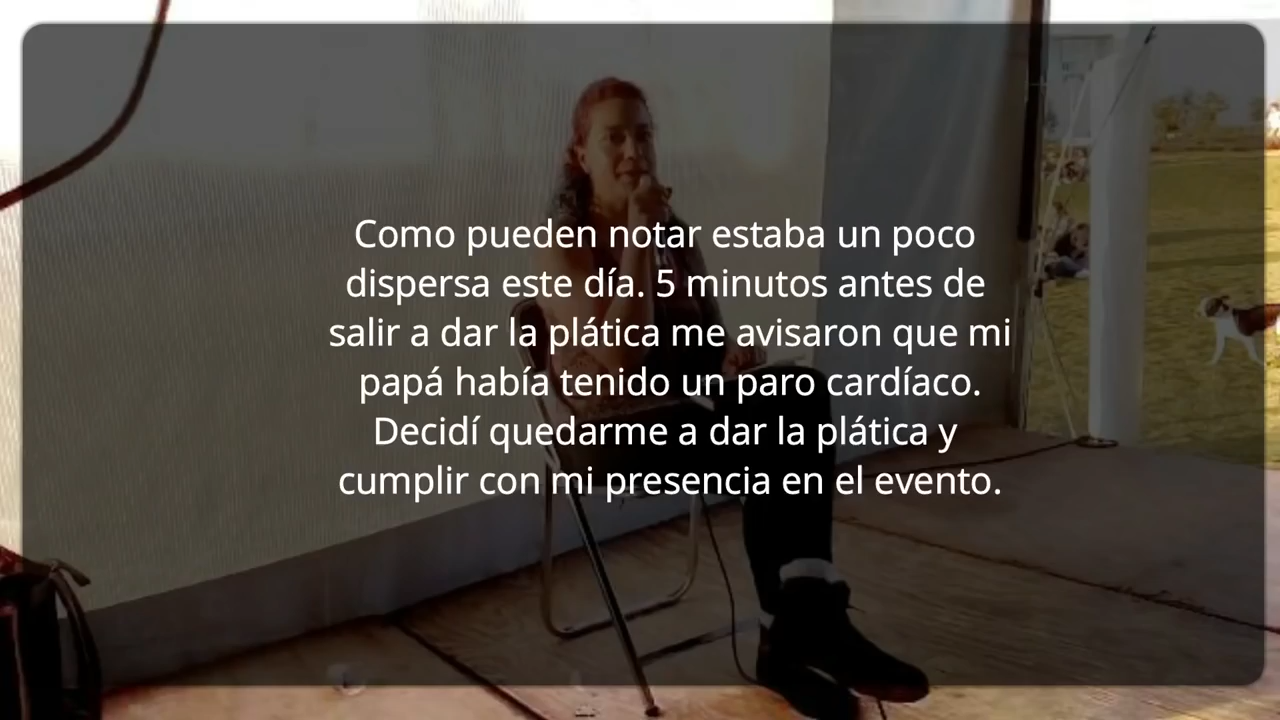 Como pueden notar estaba un poco
dispersa este día. 5 minutos antes de
salir a dar la plática me avisaron que mi
papá había tenido un paro cardíaco.
Decidí quedarme a dar la plática y
cumplir con mi presencia en el evento.